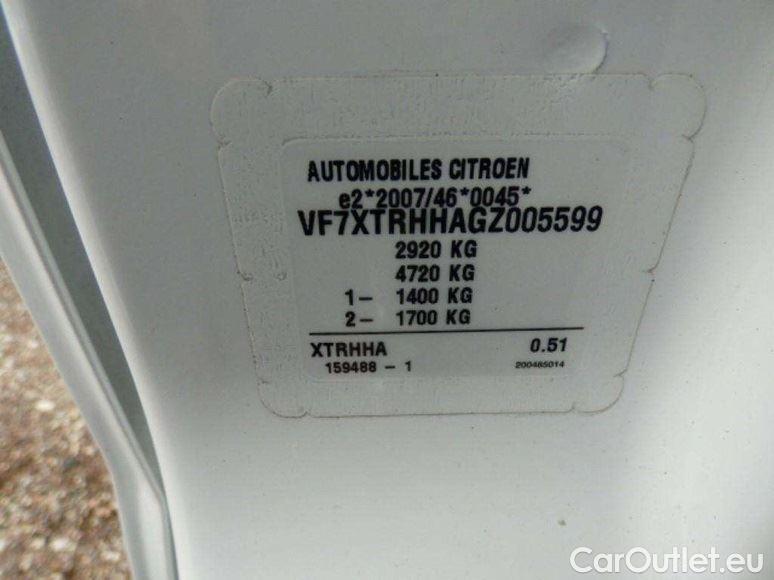 AUTOMOBILES CITROEN
e2*2007/46*0045*
VF7XTRHHAGZ005599
2920 KG
4720 KG
1- 1400 KG
2- 1700 KG
XTRHHA 0.51
159488 - 1 200465014
CarOutlet.eu